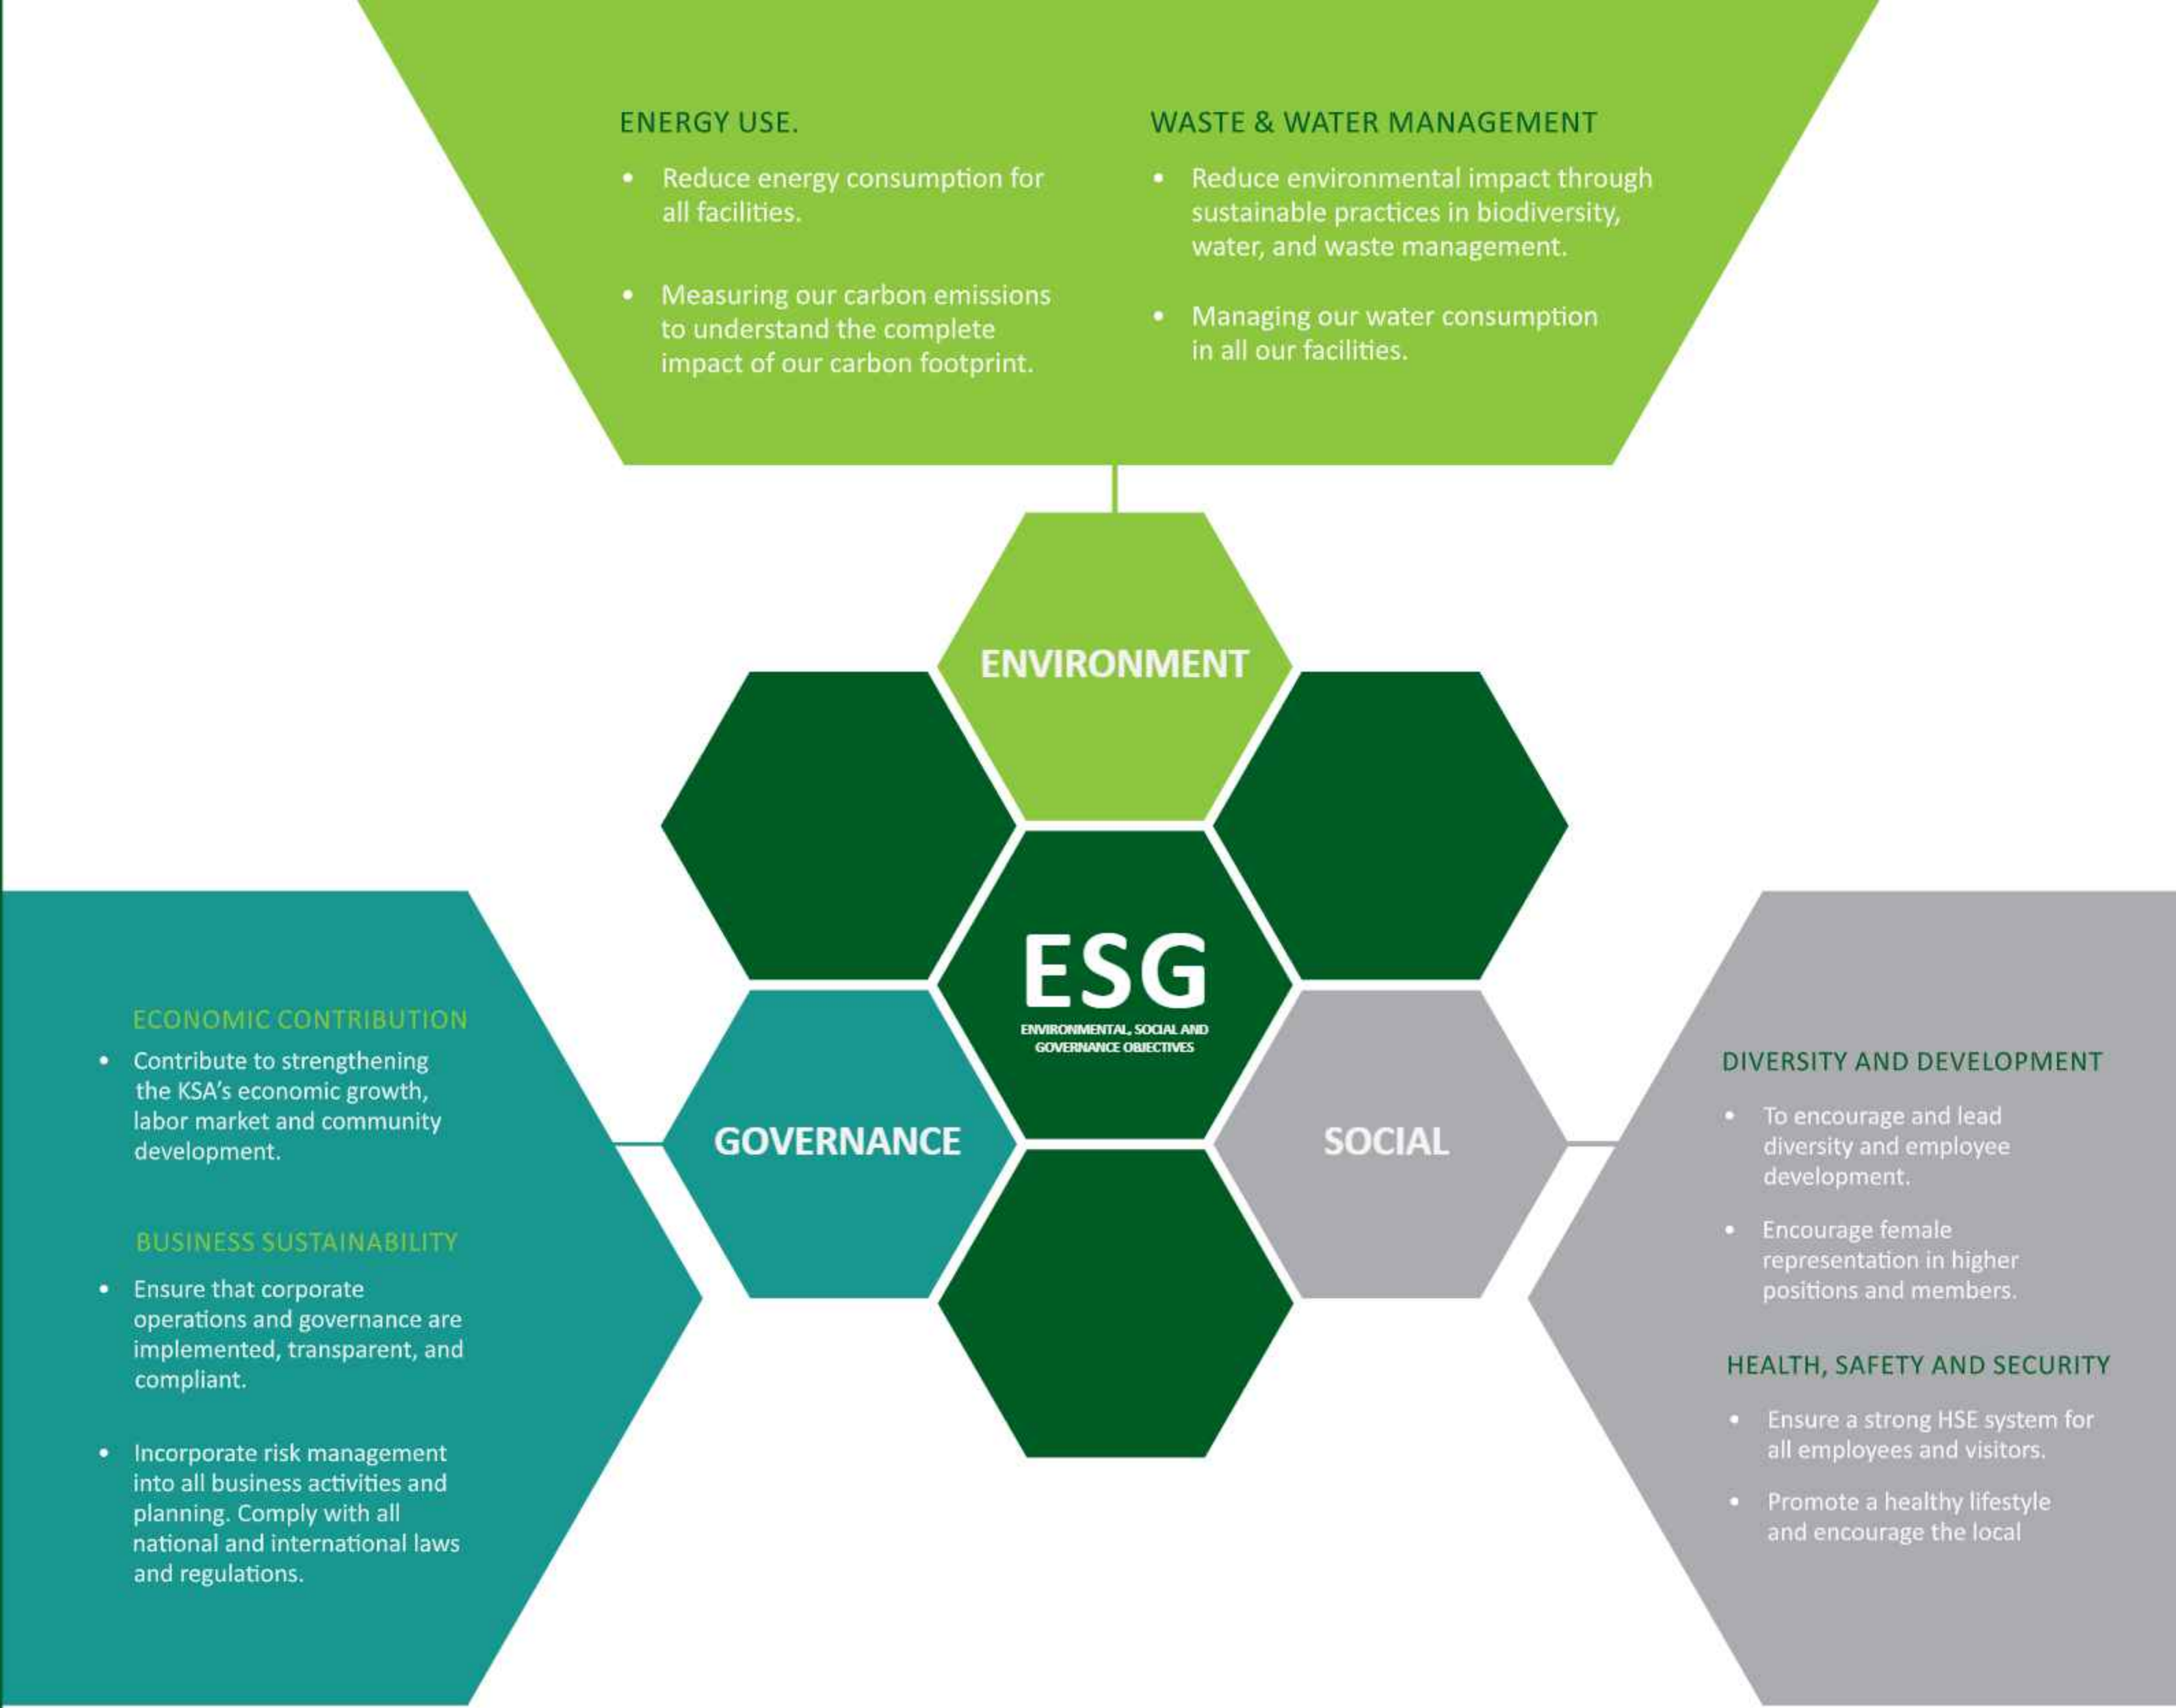 ENERGY USE.
• Reduce energy consumption for
all facilities.
• Measuring our carbon emissions
to understand the complete
impact of our carbon footprint.
WASTE & WATER MANAGEMENT
• Reduce environmental impact through
sustainable practices in biodiversity,
water, and waste management.
• Managing our water consumption
in all our facilities.
ENVIRONMENT
ESG
ENVIRONMENTAL, SOCIAL AND
GOVERNANCE OBJECTIVES
GOVERNANCE
SOCIAL
ECONOMIC CONTRIBUTION
• Contribute to strengthening
the KSA's economic growth,
labor market and community
development.
BUSINESS SUSTAINABILITY
• Ensure that corporate
operations and governance are
implemented, transparent, and
compliant.
• Incorporate risk management
into all business activities and
planning. Comply with all
national and international laws
and regulations.
DIVERSITY AND DEVELOPMENT
• To encourage and lead
diversity and employee
development.
• Encourage female
representation in higher
positions and members.
HEALTH, SAFETY AND SECURITY
• Ensure a strong HSE system for
all employees and visitors.
• Promote a healthy lifestyle
and encourage the local